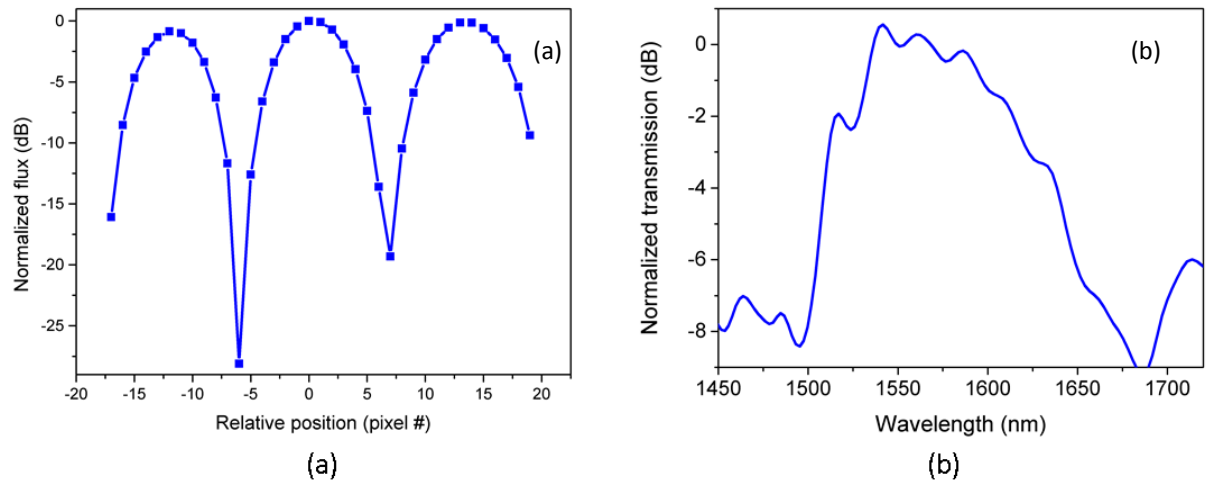 (a)
Normalized flux (dB)
0
-5
-10
-15
-20
-25
-20 -15 -10 -5 0 5 10 15 20
Relative position (pixel #)
(a)
(b)
Normalized transmission (dB)
0
-2
-4
-6
-8
1450 1500 1550 1600 1650 1700
Wavelength (nm)
(b)